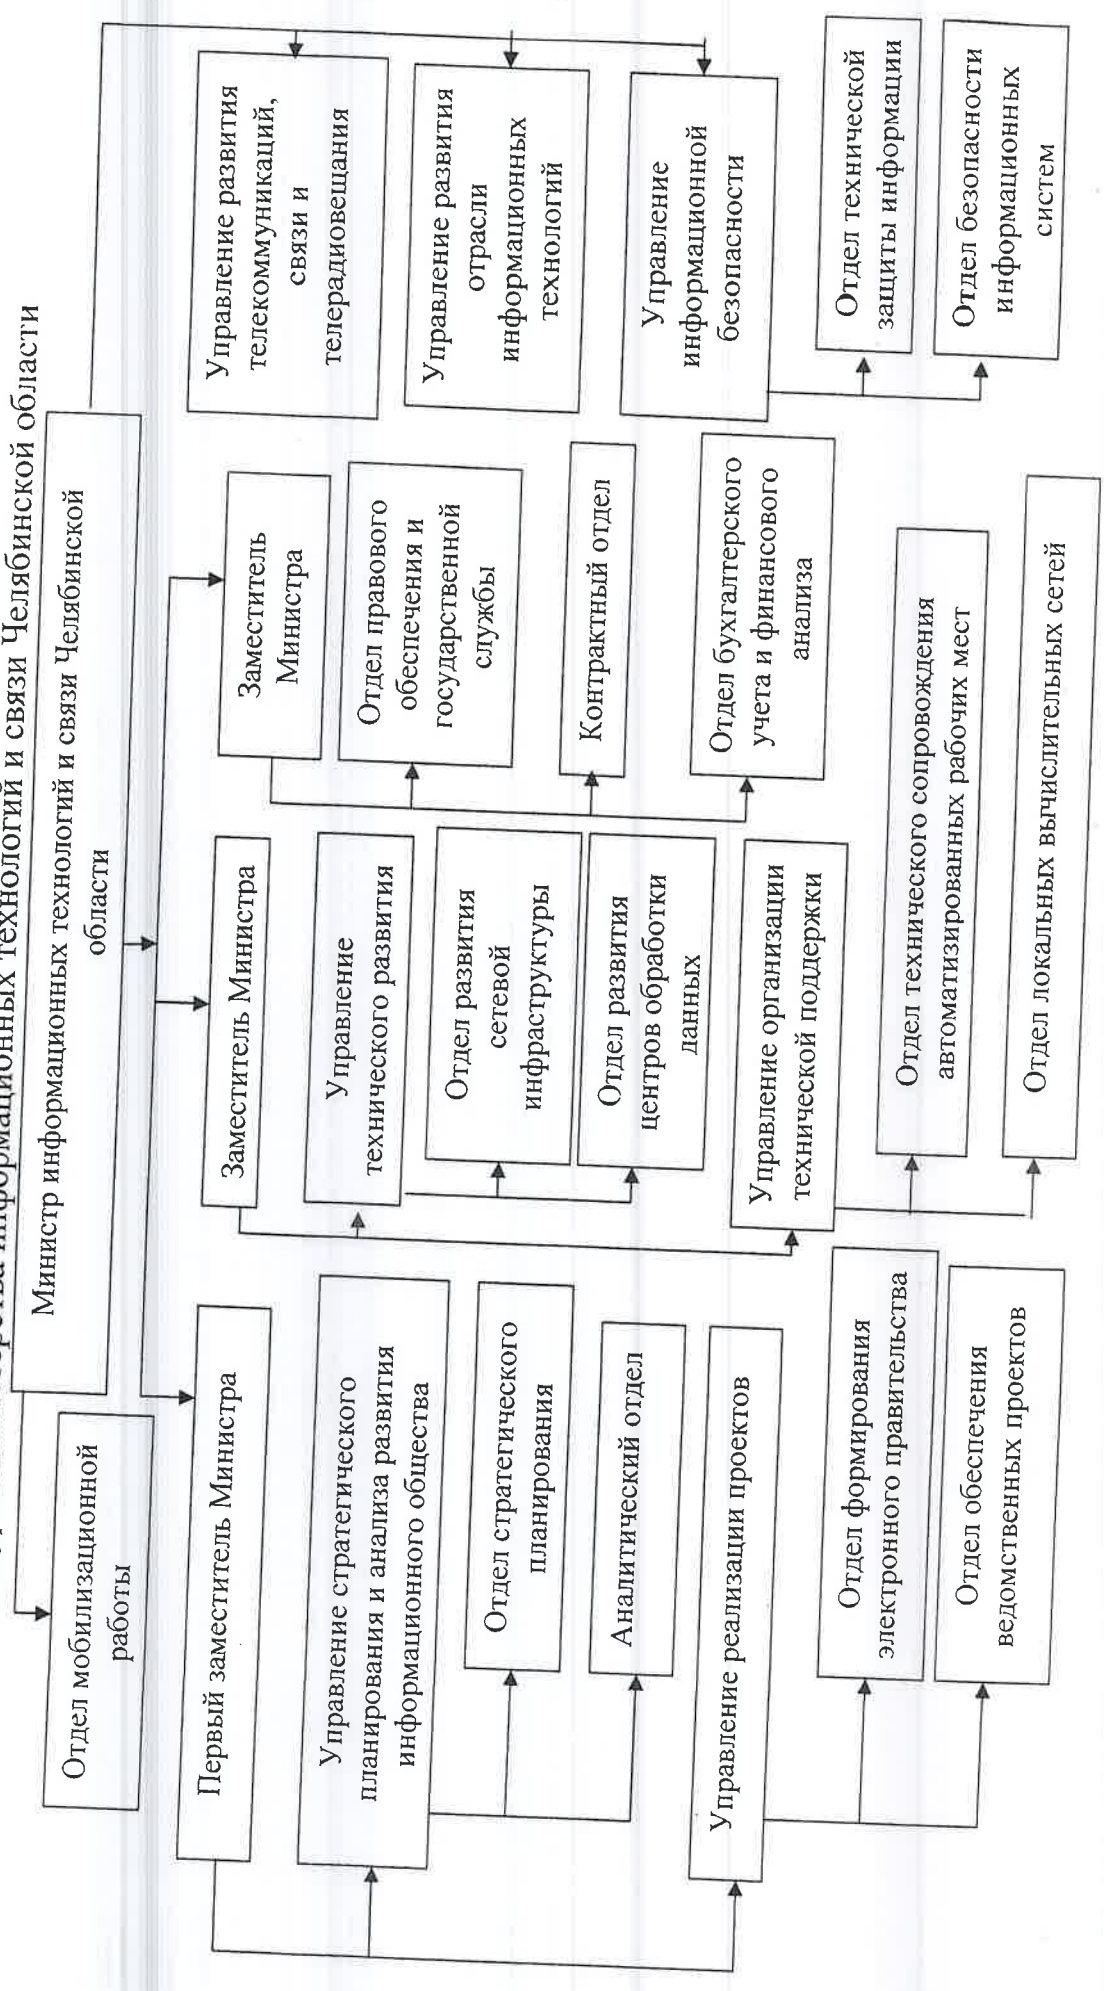 информационных технологий и связи Челябинской области
Министр информационных технологий и связи Челябинской
области
Отдел мобилизационной
работы
Первый заместитель Министра
Управление стратегического
планирования и анализа развития
информационного общества
Отдел стратегического
планирования
Аналитический отдел
Управление реализации проектов
Отдел формирования
электронного правительства
Отдел обеспечения
ведомственных проектов
Заместитель Министра
Управление
технического развития
Отдел развития
сетевой
инфраструктуры
Отдел развития
центров обработки
данных
Управление организации
технической поддержки
Отдел технического сопровождения
автоматизированных рабочих мест
Отдел локальных вычислительных сетей
Заместитель
Министра
Отдел правового
обеспечения и
государственной
службы
Контрактный отдел
Отдел бухгалтерского
учета и финансового
анализа
Управление развития
телекоммуникаций,
связи и
телерадиовещания
Управление развития
отрасли
информационных
технологий
Управление
информационной
безопасности
Отдел технической
защиты информации
Отдел безопасности
информационных
систем